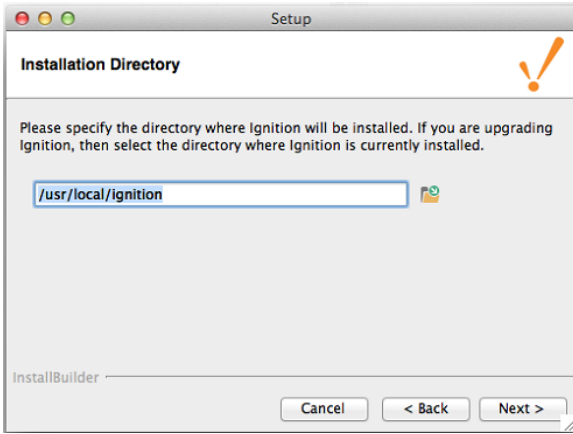 Setup
Installation Directory
Please specify the directory where Ignition will be installed. If you are upgrading
Ignition, then select the directory where Ignition is currently installed.
/usr/local/ignition
InstallBuilder
Cancel
< Back
Next >